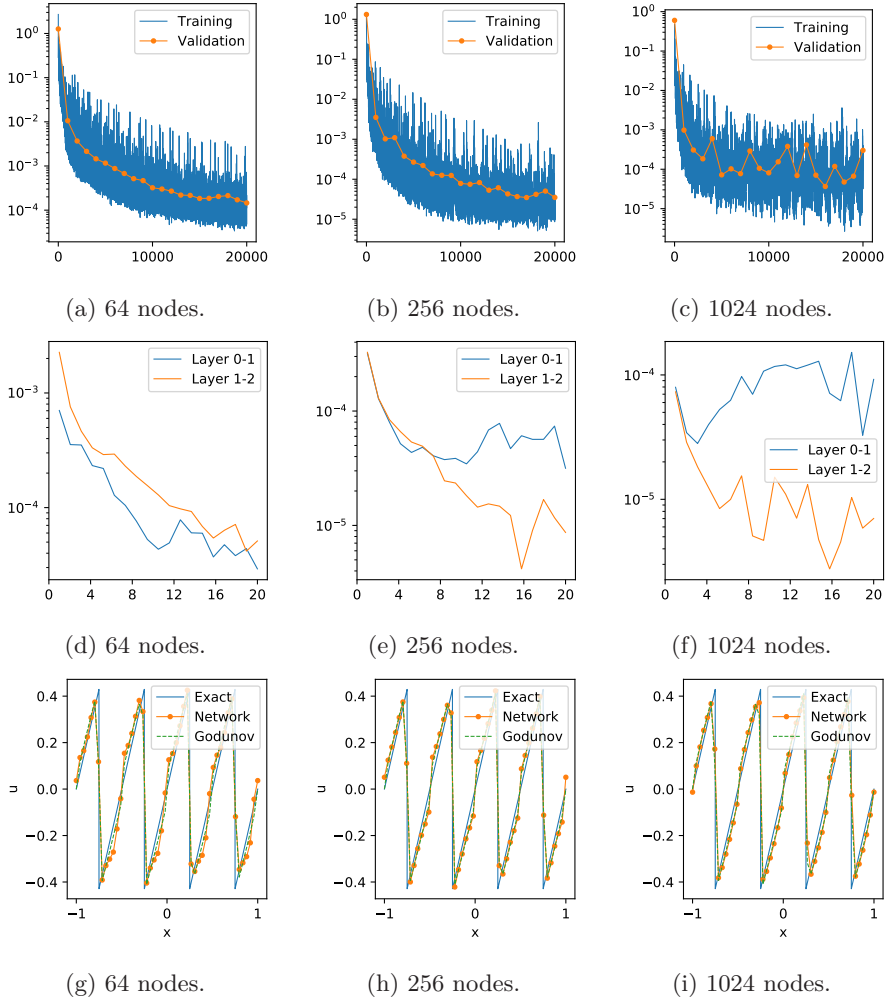 10⁰
10⁻¹
10⁻²
10⁻³
10⁻⁴
0 10000 20000
Training
Validation
(a) 64 nodes.
10⁰
10⁻¹
10⁻²
10⁻³
10⁻⁴
10⁻⁵
0 10000 20000
Training
Validation
(b) 256 nodes.
10⁰
10⁻¹
10⁻²
10⁻³
10⁻⁴
10⁻⁵
0 10000 20000
Training
Validation
(c) 1024 nodes.
10⁻³
10⁻⁴
0 4 8 12 16 20
Layer 0-1
Layer 1-2
(d) 64 nodes.
10⁻⁴
10⁻⁵
0 4 8 12 16 20
Layer 0-1
Layer 1-2
(e) 256 nodes.
10⁻⁴
10⁻⁵
0 4 8 12 16 20
Layer 0-1
Layer 1-2
(f) 1024 nodes.
0.4
0.2
0.0
−0.2
−0.4
u
−1 0 1
x
Exact
Network
Godunov
(g) 64 nodes.
0.4
0.2
0.0
−0.2
−0.4
u
−1 0 1
x
Exact
Network
Godunov
(h) 256 nodes.
0.4
0.2
0.0
−0.2
−0.4
u
−1 0 1
x
Exact
Network
Godunov
(i) 1024 nodes.